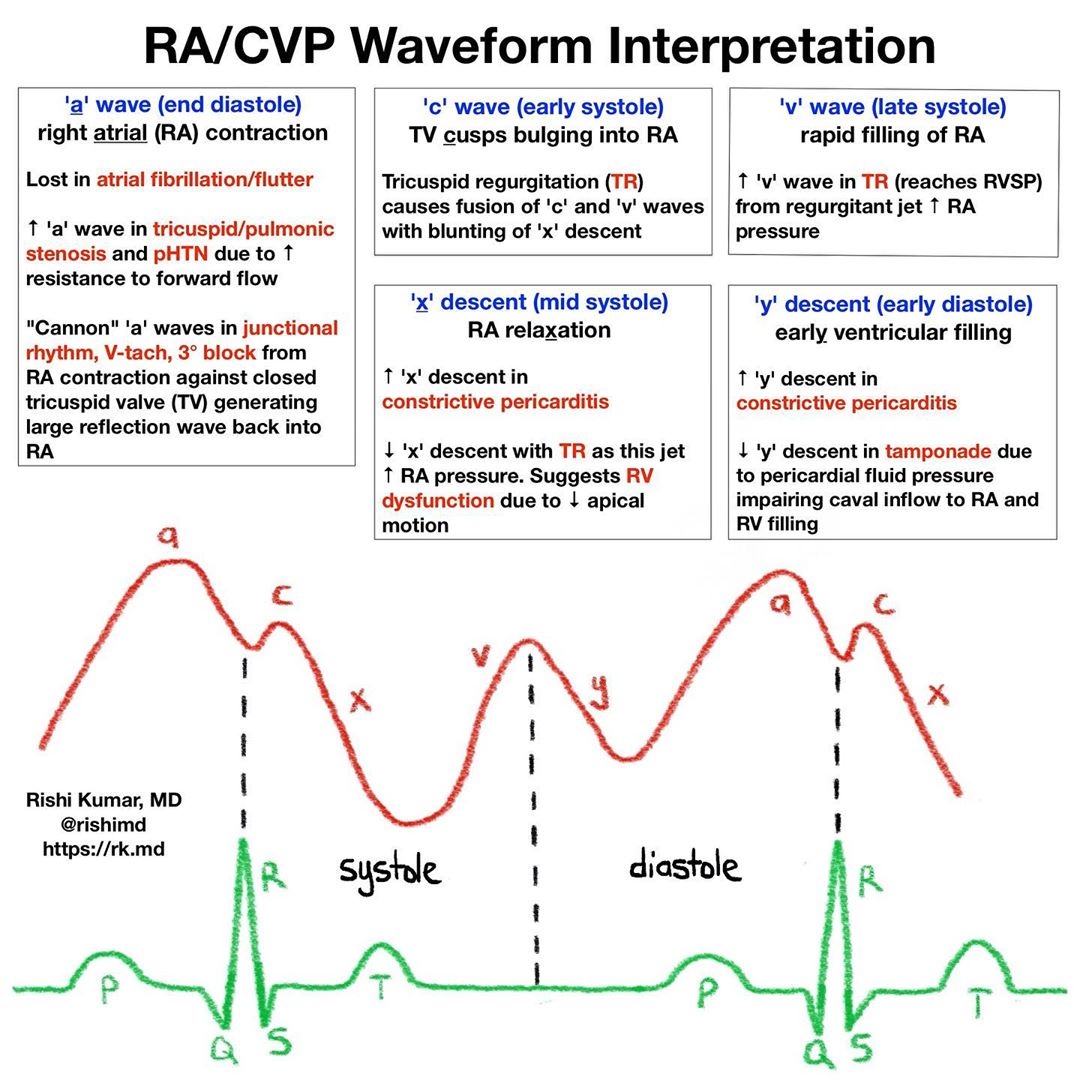 RA/CVP Waveform Interpretation
'a' wave (end diastole)
right atrial (RA) contraction
Lost in atrial fibrillation/flutter
↑ 'a' wave in tricuspid/pulmonic
stenosis and pHTN due to ↑
resistance to forward flow
"Cannon" 'a' waves in junctional
rhythm, V-tach, 3° block from
RA contraction against closed
tricuspid valve (TV) generating
large reflection wave back into
RA
'c' wave (early systole)
TV cusps bulging into RA
Tricuspid regurgitation (TR)
causes fusion of 'c' and 'v' waves
with blunting of 'x' descent
'v' wave (late systole)
rapid filling of RA
↑ 'v' wave in TR (reaches RVSP)
from regurgitant jet ↑ RA
pressure
'x' descent (mid systole)
RA relaxation
↑ 'x' descent in
constrictive pericarditis
↓ 'x' descent with TR as this jet
↑ RA pressure. Suggests RV
dysfunction due to ↓ apical
motion
'y' descent (early diastole)
early ventricular filling
↑ 'y' descent in
constrictive pericarditis
↓ 'y' descent in tamponade due
to pericardial fluid pressure
impairing caval inflow to RA and
RV filling
a
c
x
v
y
a
c
x
Rishi Kumar, MD
@rishimd
https://rk.md
systole
diastole
P
Q
R
S
T
P
Q
R
S
T